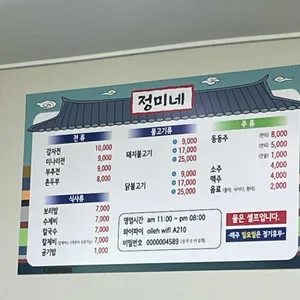 정미네
전 류
감자전 10,000
미나리전 9,000
부추전 9,000
촌두부 8,000
식사류
보리밥 7,000
수제비 7,000
칼국수 7,000
칼제비 7,000
공기밥 1,000
불고기류
돼지불고기
9,000
17,000
25,000
닭불고기
9,000
17,000
25,000
주 류
동동주 8,000
5,000
1,000
소주 4,000
맥주 4,000
음료 2,000
영업시간 am 11:00 ~ pm 08:00
와이파이 olleh wifi A210
비밀번호 0000004589
물은 셀프입니다.
-매주 일요일은 정기휴무-